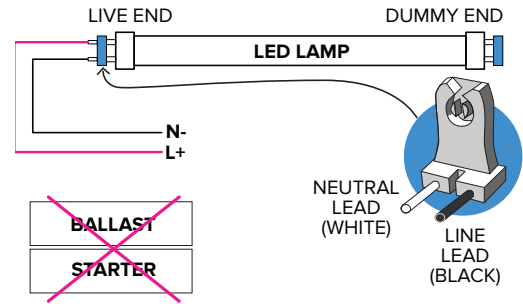 LIVE END
DUMMY END
LED LAMP
N-
L+
NEUTRAL
LEAD
(WHITE)
LINE
LEAD
(BLACK)
BALLAST
STARTER